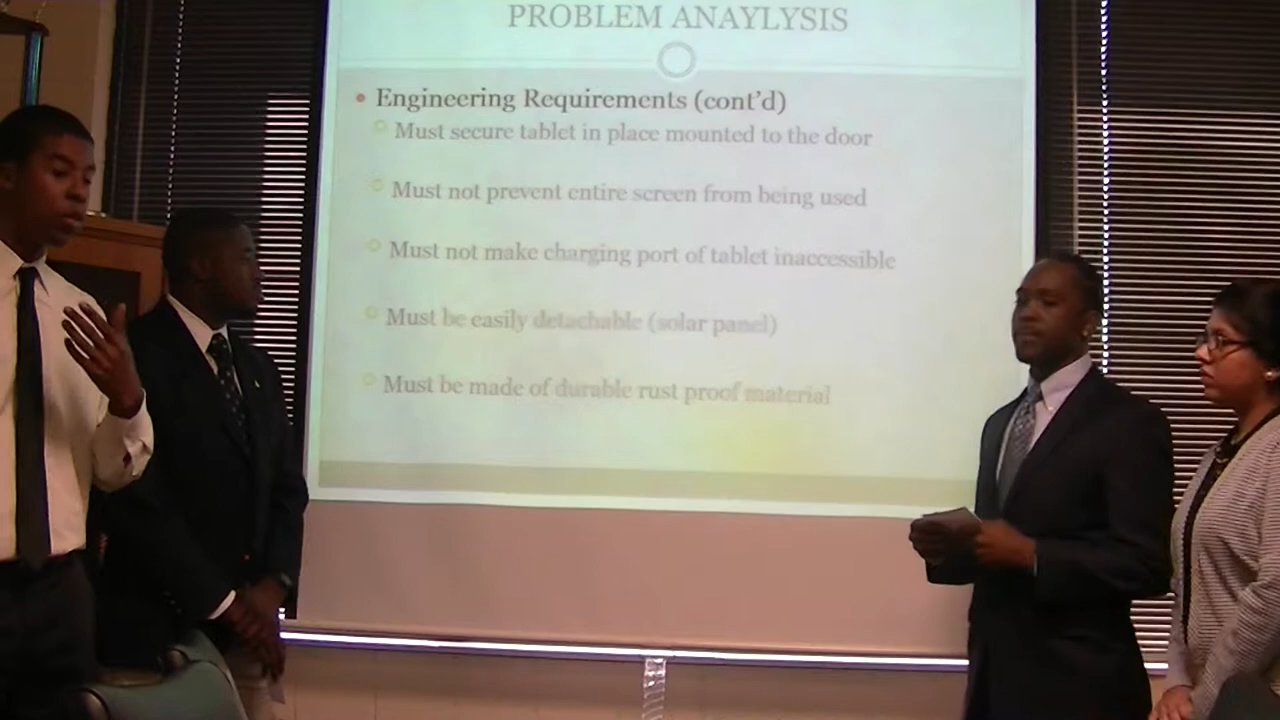 PROBLEM ANAYLYSIS
Engineering Requirements (cont'd)
Must secure tablet in place mounted to the door
Must not prevent entire screen from being used
Must not make charging port of tablet inaccessible
Must be easily detachable (solar panel)
Must be made of durable rust proof material